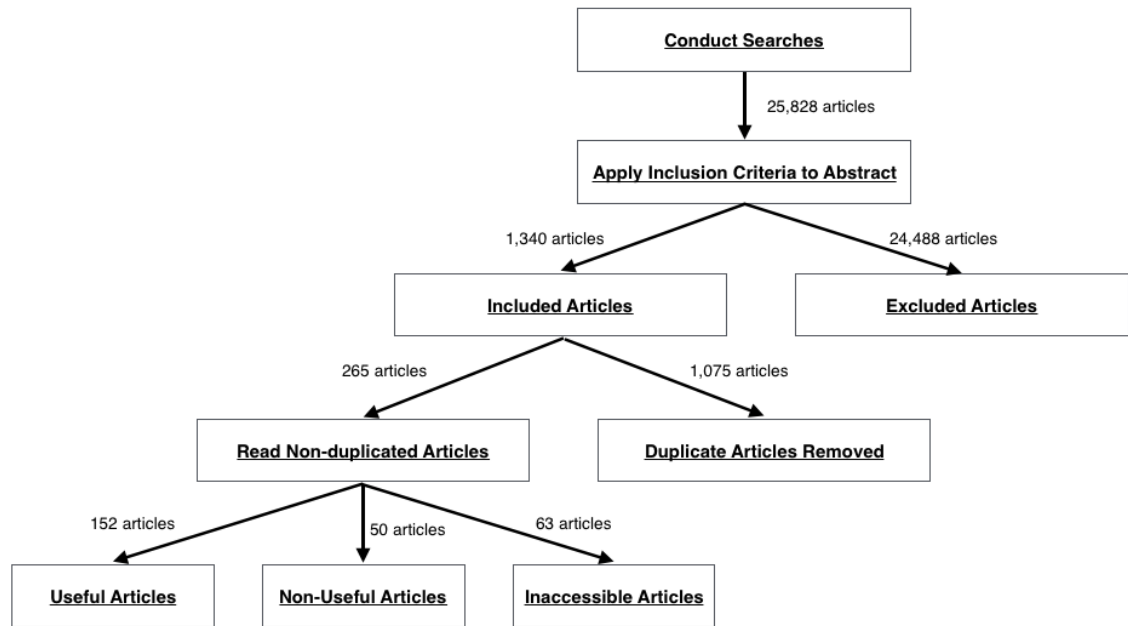 Conduct Searches
25,828 articles
Apply Inclusion Criteria to Abstract
1,340 articles
24,488 articles
Included Articles
Excluded Articles
265 articles
1,075 articles
Read Non-duplicated Articles
Duplicate Articles Removed
152 articles
50 articles
63 articles
Useful Articles
Non-Useful Articles
Inaccessible Articles